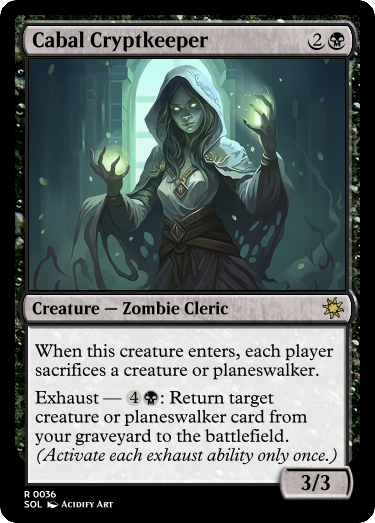 Cabal Cryptkeeper 2
Creature — Zombie Cleric
When this creature enters, each player
sacrifices a creature or planeswalker.
Exhaust — 4: Return target
creature or planeswalker card from
your graveyard to the battlefield.
(Activate each exhaust ability only once.)
3/3
R 0036
SOL Acidify Art